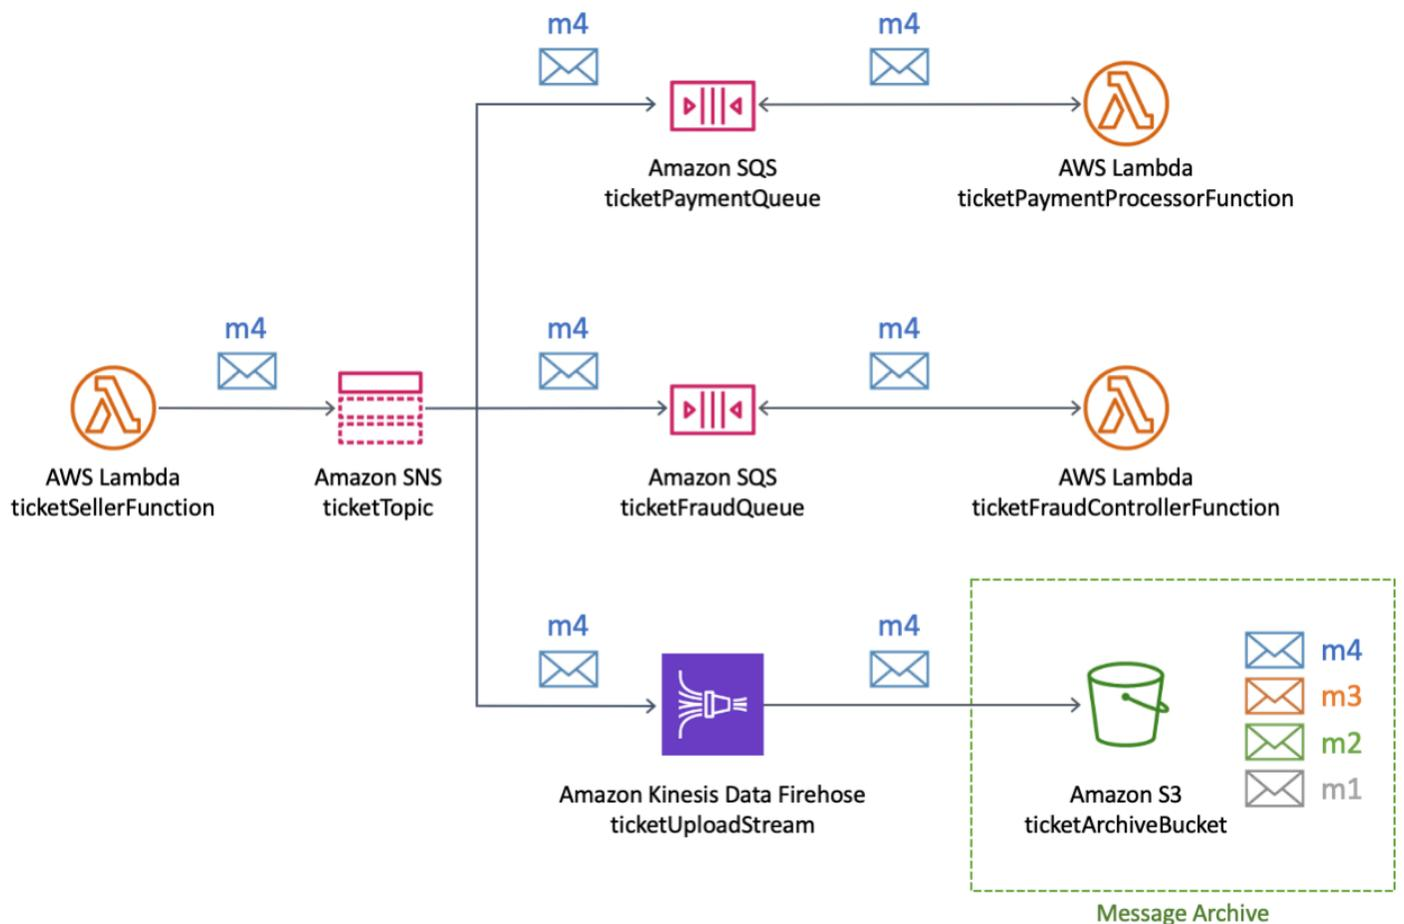 m4
m4
Amazon SQS
ticketPaymentQueue
AWS Lambda
ticketPaymentProcessorFunction
m4
m4
m4
AWS Lambda
ticketSellerFunction
Amazon SNS
ticketTopic
Amazon SQS
ticketFraudQueue
AWS Lambda
ticketFraudControllerFunction
m4
m4
Amazon Kinesis Data Firehose
ticketUploadStream
Amazon S3
ticketArchiveBucket
m4
m3
m2
m1
Message Archive